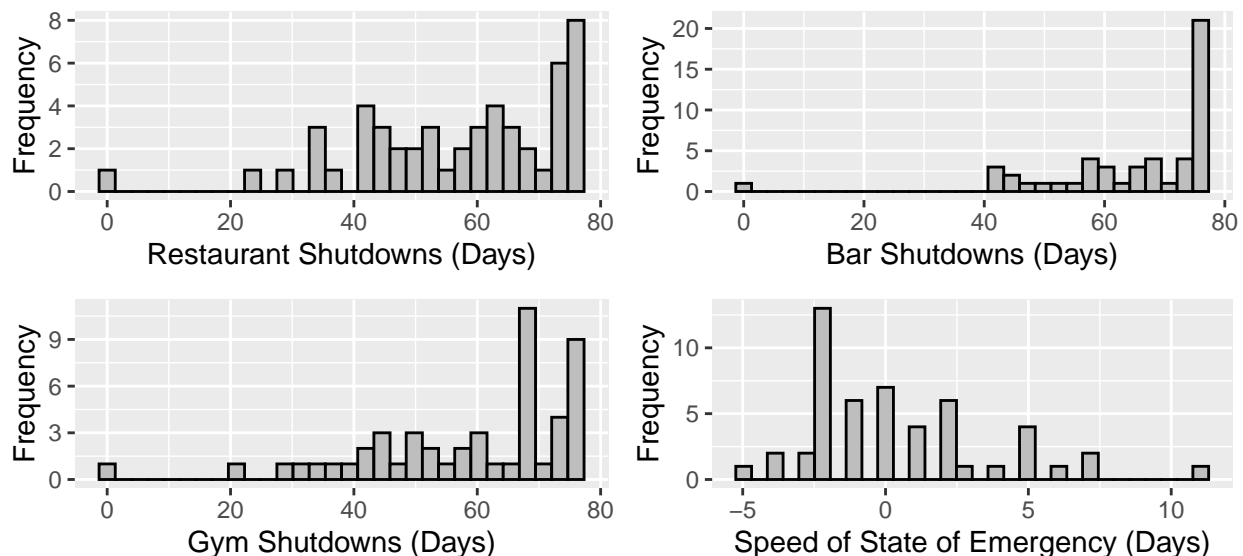 8
6
4
2
0
Frequency
0 20 40 60 80
Restaurant Shutdowns (Days)
20
15
10
5
0
Frequency
0 20 40 60 80
Bar Shutdowns (Days)
9
6
3
0
Frequency
0 20 40 60 80
Gym Shutdowns (Days)
10
5
0
Frequency
−5 0 5 10
Speed of State of Emergency (Days)